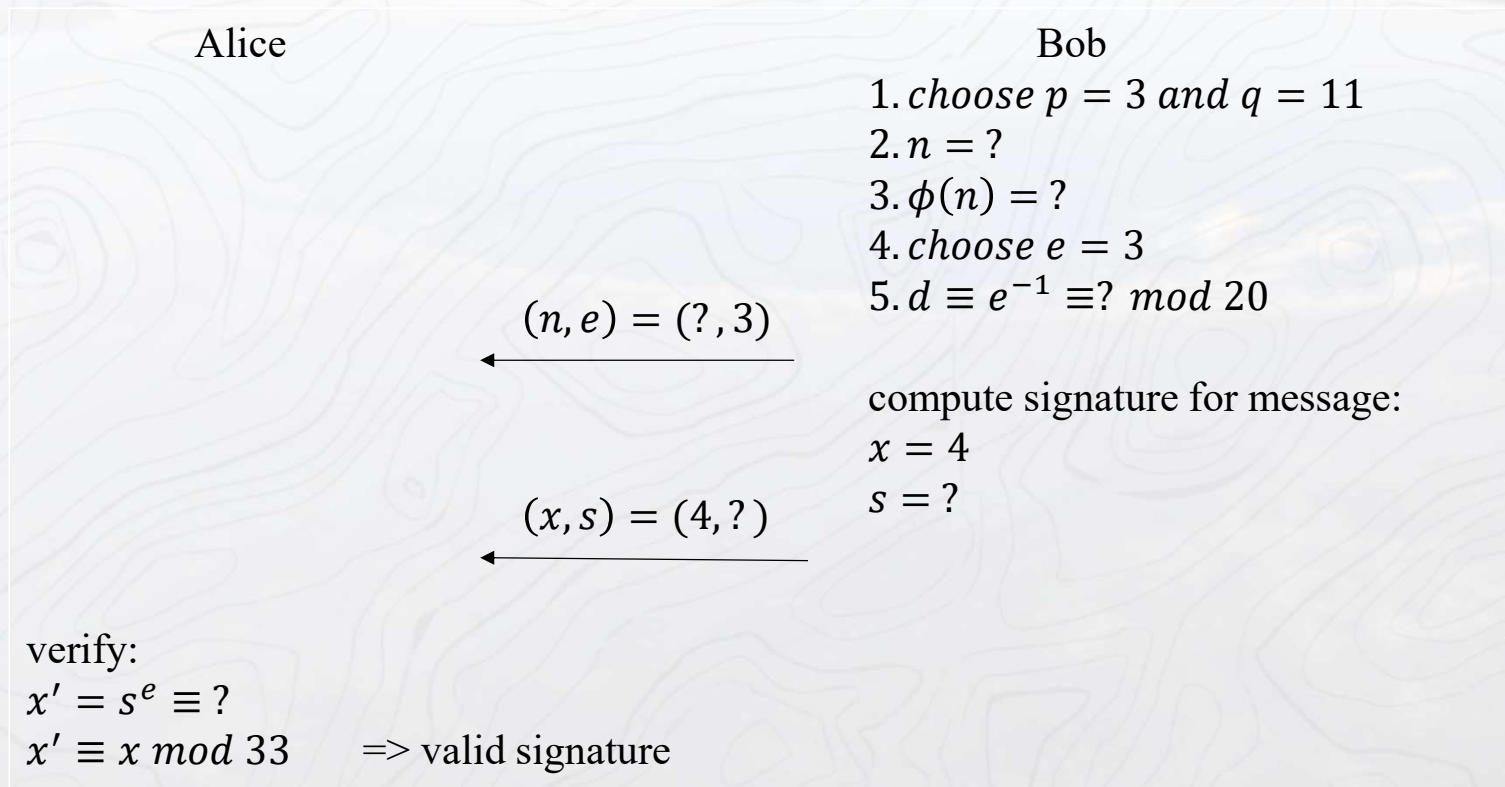 Alice
Bob
1. choose p = 3 and q = 11
2. n = ?
3. ϕ(n) = ?
4. choose e = 3
5. d ≡ e⁻¹ ≡? mod 20
(n, e) = (? , 3)
compute signature for message:
x = 4
s = ?
(x, s) = (4, ? )
verify:
x′ = sᵉ ≡ ?
x′ ≡ x mod 33 => valid signature